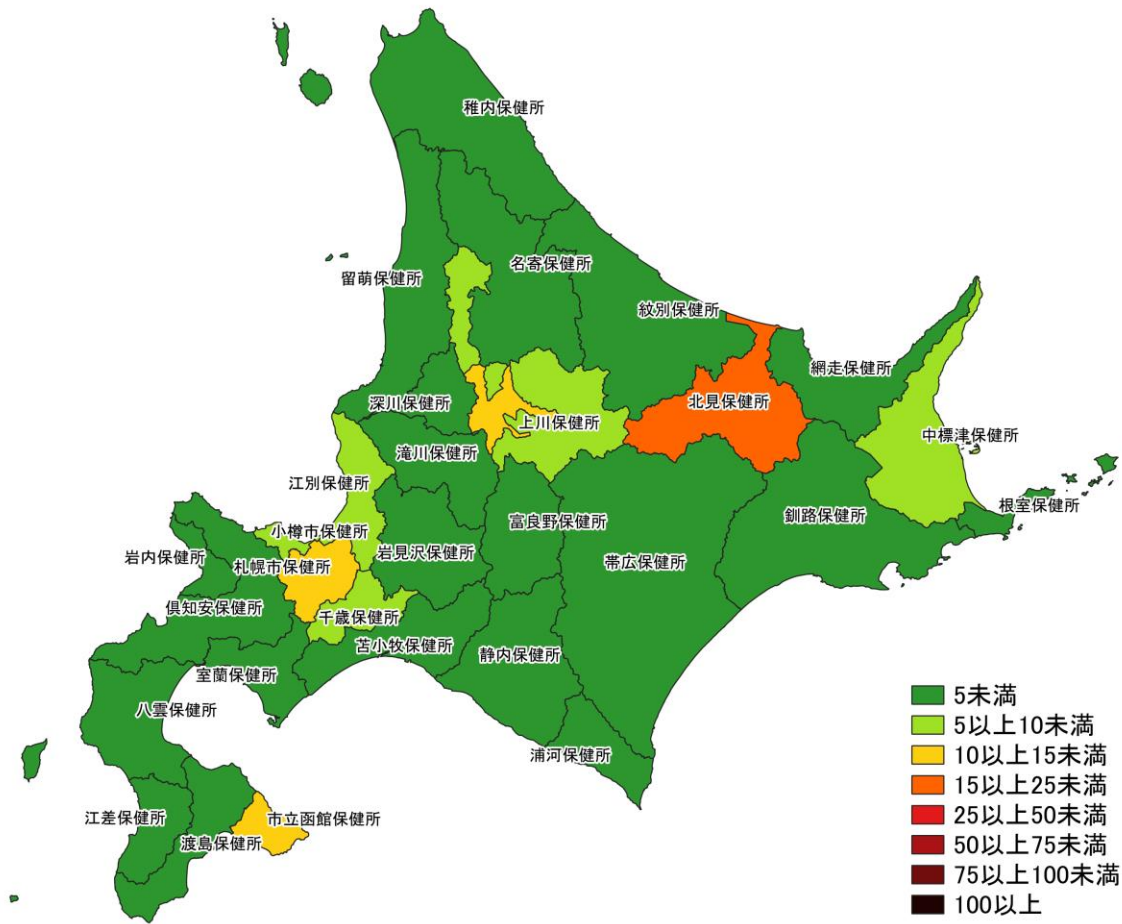 稚内保健所
名寄保健所
留萌保健所
紋別保健所
網走保健所
深川保健所
北見保健所
上川保健所
中標津保健所
滝川保健所
江別保健所
根室保健所
釧路保健所
富良野保健所
小樽市保健所
岩見沢保健所
岩内保健所
札幌市保健所
帯広保健所
倶知安保健所
千歳保健所
苫小牧保健所
静内保健所
室蘭保健所
八雲保健所
浦河保健所
江差保健所
市立函館保健所
渡島保健所
5未満
5以上10未満
10以上15未満
15以上25未満
25以上50未満
50以上75未満
75以上100未満
100以上